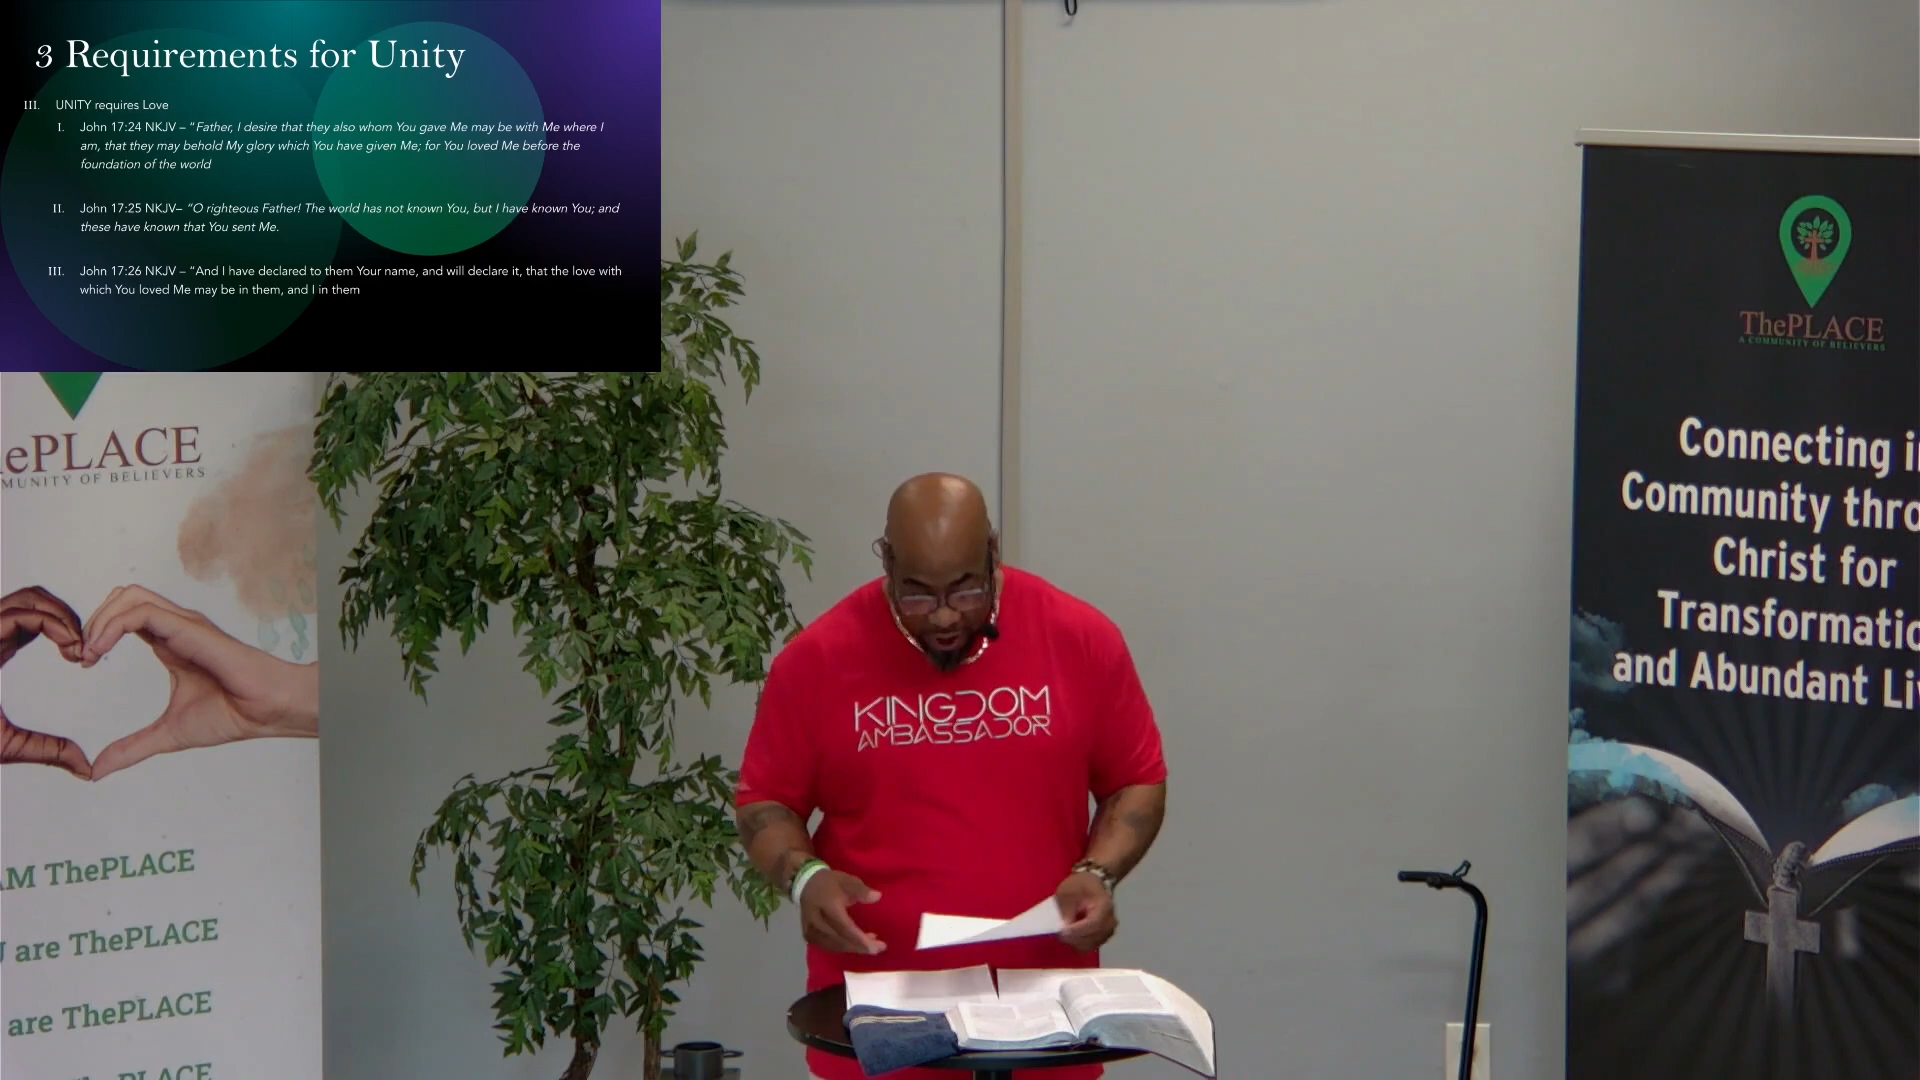 3 Requirements for Unity
III. UNITY requires Love
I. John 17:24 NKJV – “Father, I desire that they also whom You gave Me may be with Me where I
am, that they may behold My glory which You have given Me; for You loved Me before the
foundation of the world
II. John 17:25 NKJV– “O righteous Father! The world has not known You, but I have known You; and
these have known that You sent Me.
III. John 17:26 NKJV – “And I have declared to them Your name, and will declare it, that the love with
which You loved Me may be in them, and I in them
ePLACE
MUNITY OF BELIEVERS
AM ThePLACE
are ThePLACE
are ThePLACE
PLACE
KINGDOM
AMBASSADOR
ThePLACE
A COMMUNITY OF BELIEVERS
Connecting in
Community thro
Christ for
Transformatio
and Abundant Liv